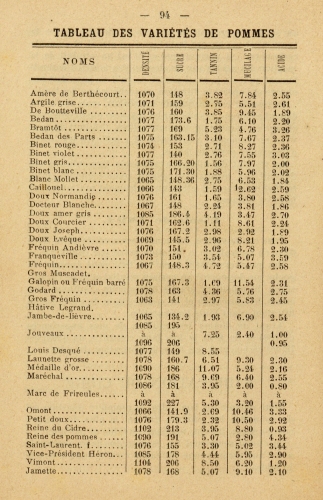 — 94 —
TABLEAU DES VARIÉTÉS DE POMMES
NOMS DENSITÉ SUCRE TANNIN MUCILAGE ACIDE
Amère de Berthécourt.. 1070 148 3.82 7.84 2.55
Argile grise 1071 159 2.75 5.51 2.61
De Boutteville 1076 160 3.85 9.45 1.89
Bedan 1077 173.6 1.75 6.10 2.20
Bramtôt 1077 169 5.23 4.76 3.26
Bedan des Parts 1075 163.15 3.10 7.67 2.37
Binet rouge 1074 153 2.71 8.27 2.36
Binet violet 1077 140 2.76 7.55 3.03
Binet gris 1075 166.20 1.56 7.97 2.00
Binet blanc 1075 171.30 1.88 5.96 2.02
Blanc Mollet 1065 148.36 2.75 6.53 1.84
Caillouel 1066 143 1.59 12.62 2.59
Doux Normandie 1076 161 1.65 3.80 2.58
Docteur Blanche 1067 148 2.24 3.81 1.86
Doux amer gris 1085 186.4 4.19 3.47 2.70
Doux Courcier 1071 162.6 1.11 8.61 2.24
Doux Joseph 1076 167.2 2.98 2.92 1.89
Doux Evêque 1069 145.5 2.96 8.21 1.95
Fréquin Audièvre 1070 151 3.02 6.78 2.30
Franqueville 1073 150 3.54 5.07 3.59
Fréquin 1067 148.3 4.72 5.47 2.58
Gros Muscadet,
Galopin ou Fréquin barré 1075 167.3 1.69 11.54 2.31
Godard 1078 163 4.36 5.76 2.75
Gros Fréquin 1063 141 2.97 5.83 2.45
Hâtive Legrand,
Jambe-de-lièvre 1065 134.2 1.93 6.90 2.54
1085 195
Jouveaux à à 7.25 2.40 1.00
1096 206 0.95
Louis Desqué 1077 149 8.55
Launette grosse 1078 160.7 6.51 9.30 2.30
Médaille d'or 1090 186 11.07 5.24 2.16
Maréchal 1078 168 9.69 6.40 2.55
1086 181 3.95 2.00 0.80
Marc de Frireules à à à à à
1092 227 5.30 3.20 1.55
Omont 1066 141.9 2.69 10.46 3.33
Petit doux 1076 179.3 2.32 10.50 2.92
Reine du Cidre 1102 213 3.95 8.80 0.93
Reine des pommes 1090 191 5.07 2.80 4.34
Saint-Laurent. f 1076 155 3.30 5.02 3.44
Vice-Président Héron... 1085 178 4.44 5.95 2.90
Vimont 1104 206 8.50 6.20 1.20
Jamette 1078 168 5.07 9.10 2.10